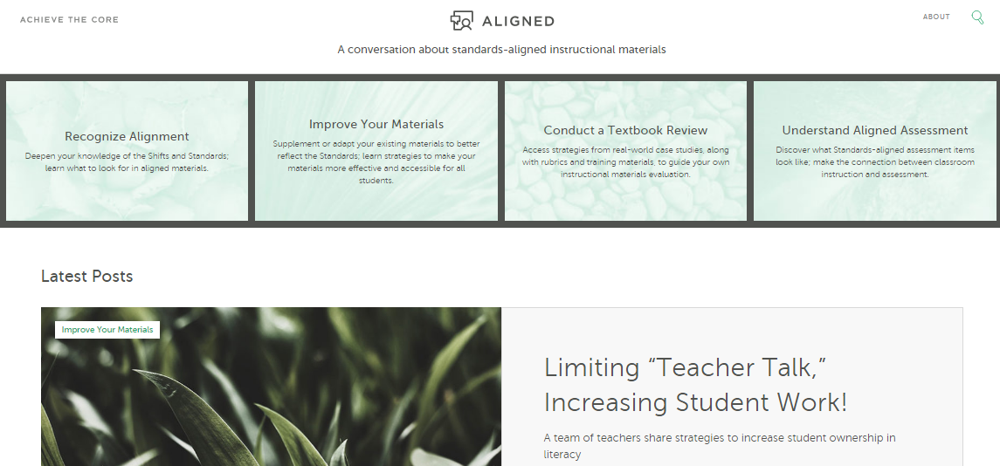 ACHIEVE THE CORE
ALIGNED
ABOUT
A conversation about standards-aligned instructional materials
Recognize Alignment
Deepen your knowledge of the Shifts and Standards;
learn what to look for in aligned materials.
Improve Your Materials
Supplement or adapt your existing materials to better
reflect the Standards; learn strategies to make your
materials more effective and accessible for all
students.
Conduct a Textbook Review
Access strategies from real-world case studies, along
with rubrics and training materials, to guide your own
instructional materials evaluation.
Understand Aligned Assessment
Discover what Standards-aligned assessment items
look like; make the connection between classroom
instruction and assessment.
Latest Posts
Improve Your Materials
Limiting “Teacher Talk,”
Increasing Student Work!
A team of teachers share strategies to increase student ownership in
literacy